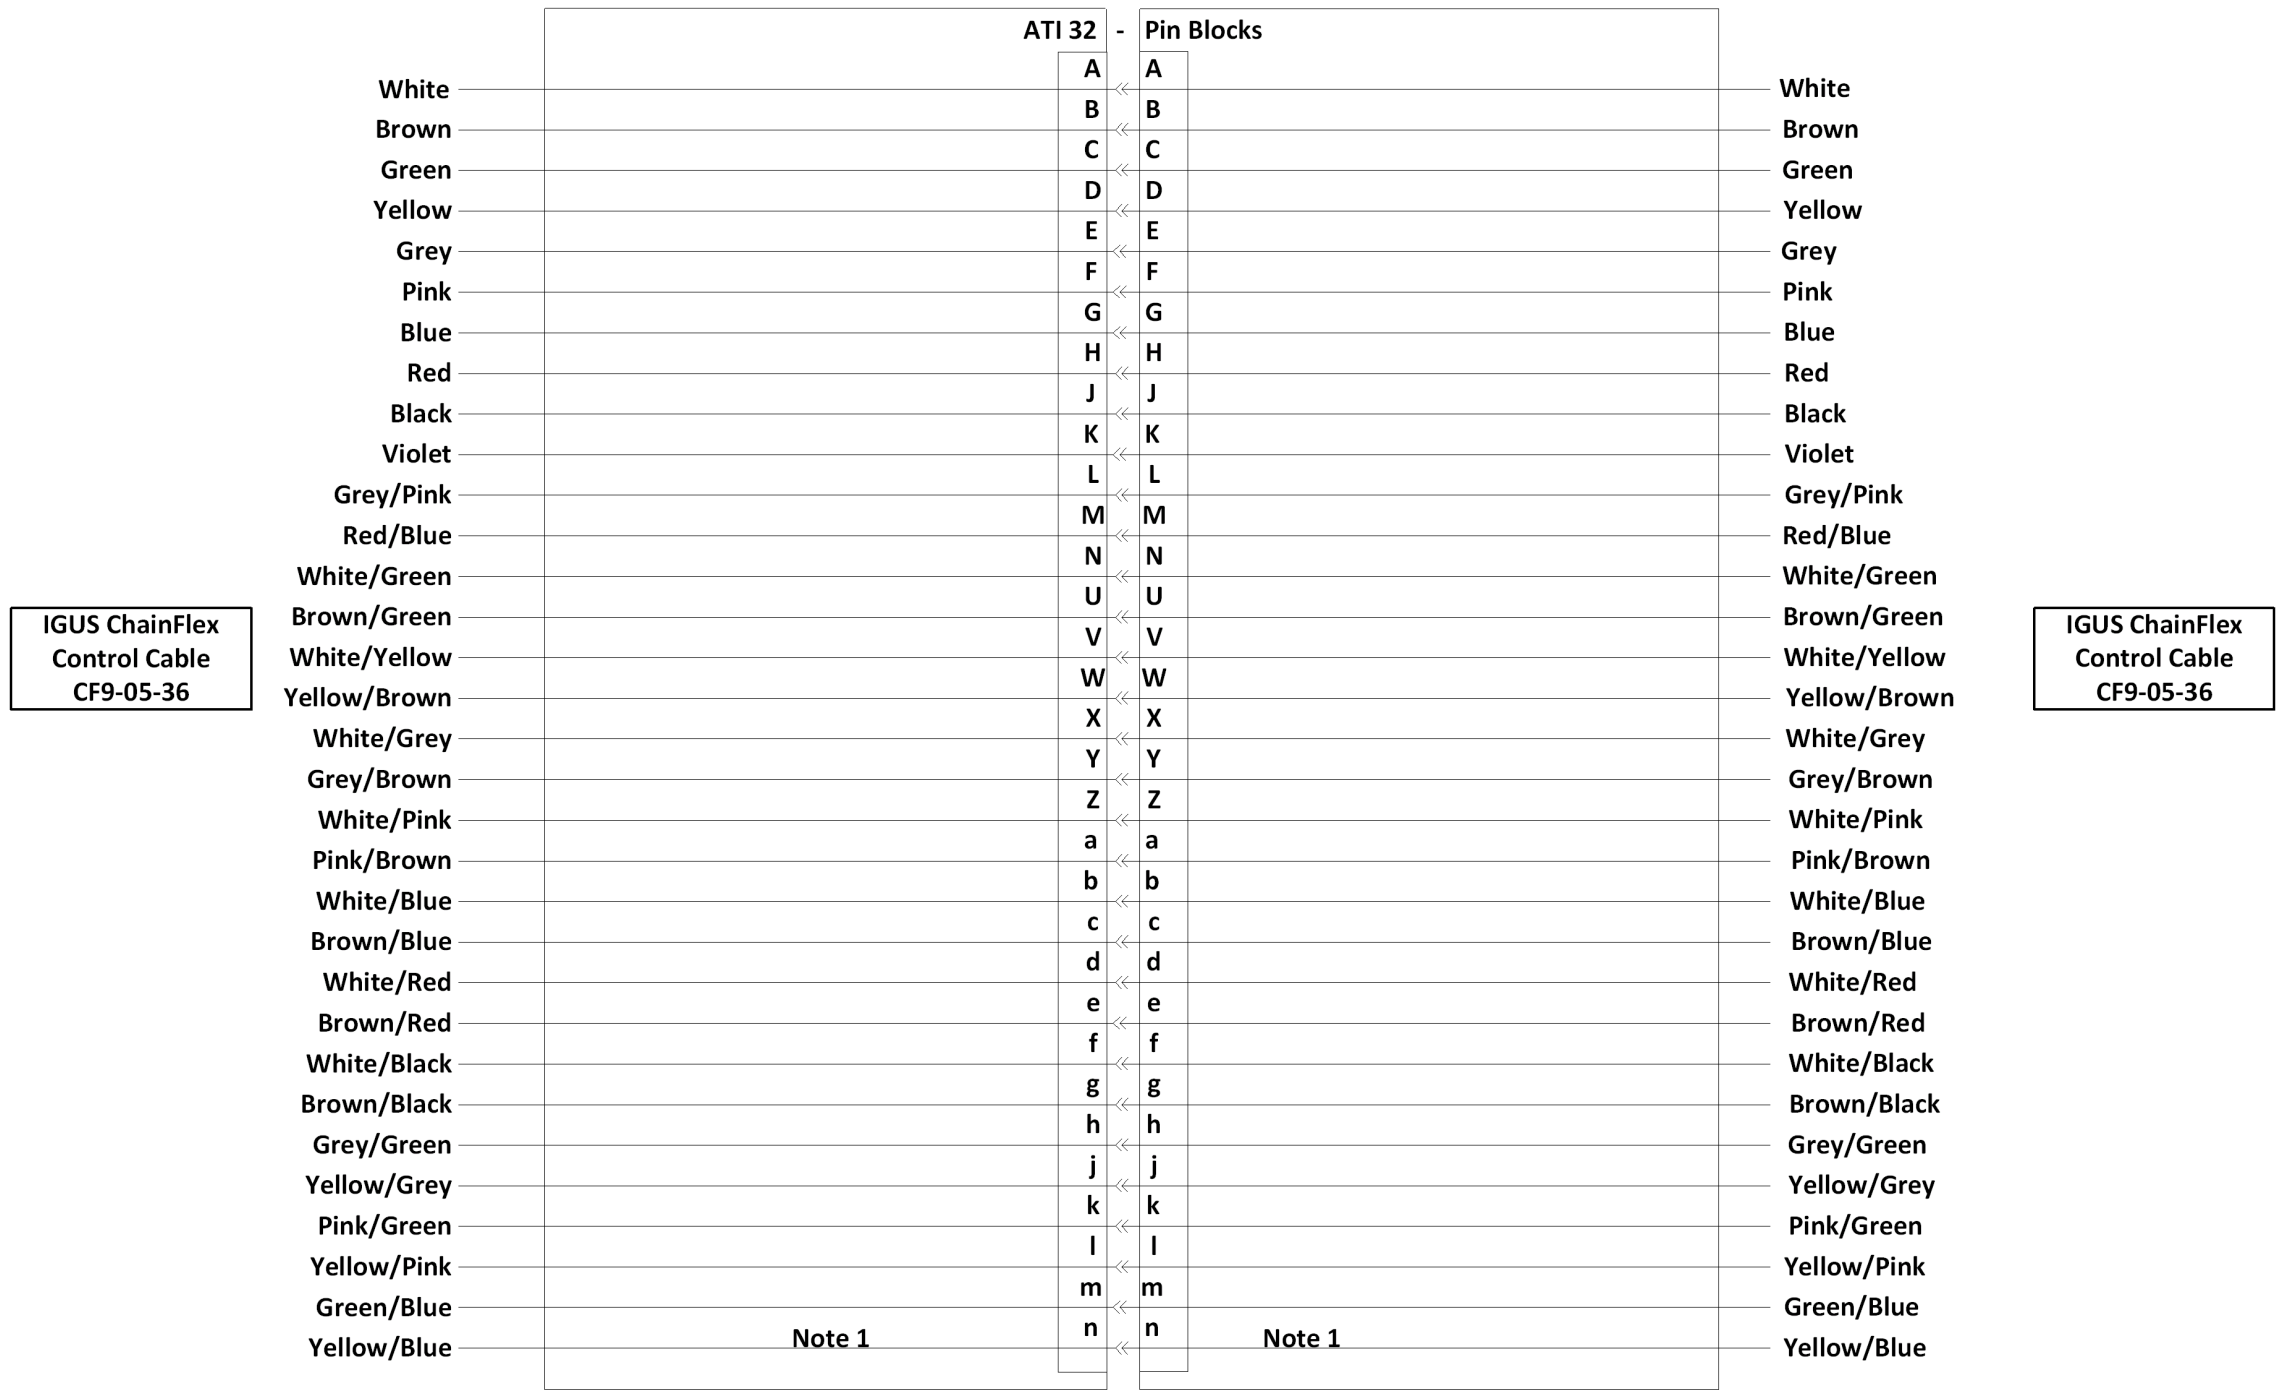 ATI 32 - Pin Blocks
A A
White White
B B
Brown Brown
C C
Green Green
D D
Yellow Yellow
E E
Grey Grey
F F
Pink Pink
G G
Blue Blue
H H
Red Red
J J
Black Black
K K
Violet Violet
L L
Grey/Pink Grey/Pink
M M
Red/Blue Red/Blue
N N
White/Green White/Green
U U
Brown/Green Brown/Green
V V
White/Yellow White/Yellow
W W
Yellow/Brown Yellow/Brown
X X
White/Grey White/Grey
Y Y
Grey/Brown Grey/Brown
Z Z
White/Pink White/Pink
a a
Pink/Brown Pink/Brown
b b
White/Blue White/Blue
c c
Brown/Blue Brown/Blue
d d
White/Red White/Red
e e
Brown/Red Brown/Red
f f
White/Black White/Black
g g
Brown/Black Brown/Black
h h
Grey/Green Grey/Green
j j
Yellow/Grey Yellow/Grey
k k
Pink/Green Pink/Green
l l
Yellow/Pink Yellow/Pink
m m
Green/Blue Green/Blue
n n
Note 1 Note 1
Yellow/Blue Yellow/Blue
IGUS ChainFlex
Control Cable
CF9-05-36
IGUS ChainFlex
Control Cable
CF9-05-36